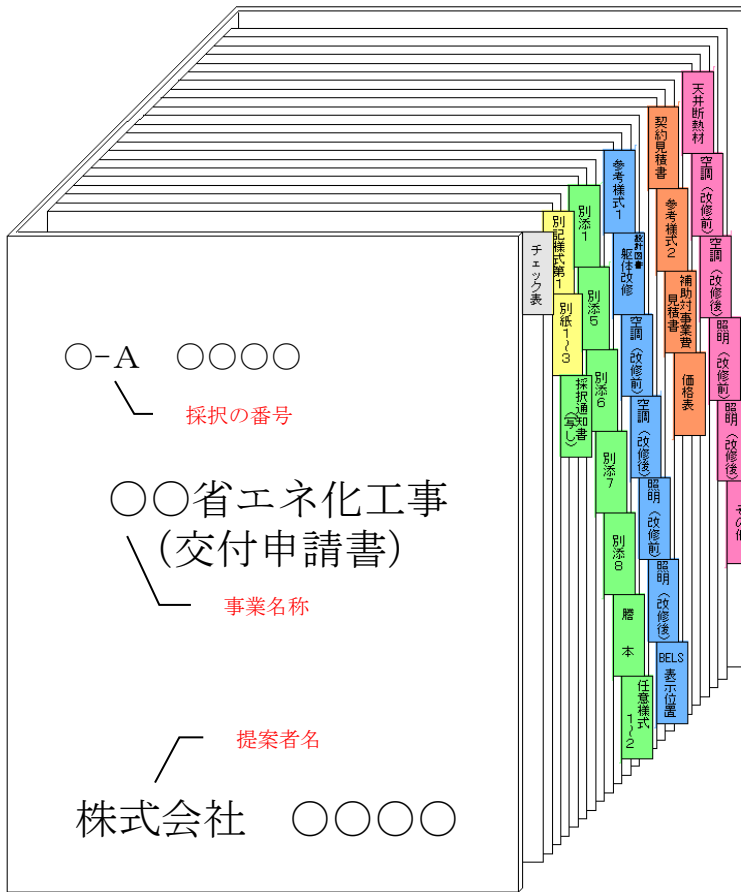 ○-A ○○○○
採択の番号
○○省エネ化工事
(交付申請書)
事業名称
提案者名
株式会社 ○○○○
チェック表
別記様式第1
別紙1~3
別添1
別添5
採択通知書
(写し)
別添6
別添7
別添8
謄本
任意様式
1~2
参考様式1
設計図書
躯体改修
空調(改修前)
空調(改修後)
照明(改修前)
照明(改修後)
BELS
表示位置
契約見積書
参考様式2
補助対事業費
見積書
価格表
天井断熱材
空調(改修前)
空調(改修後)
照明(改修前)
照明(改修後)
その他